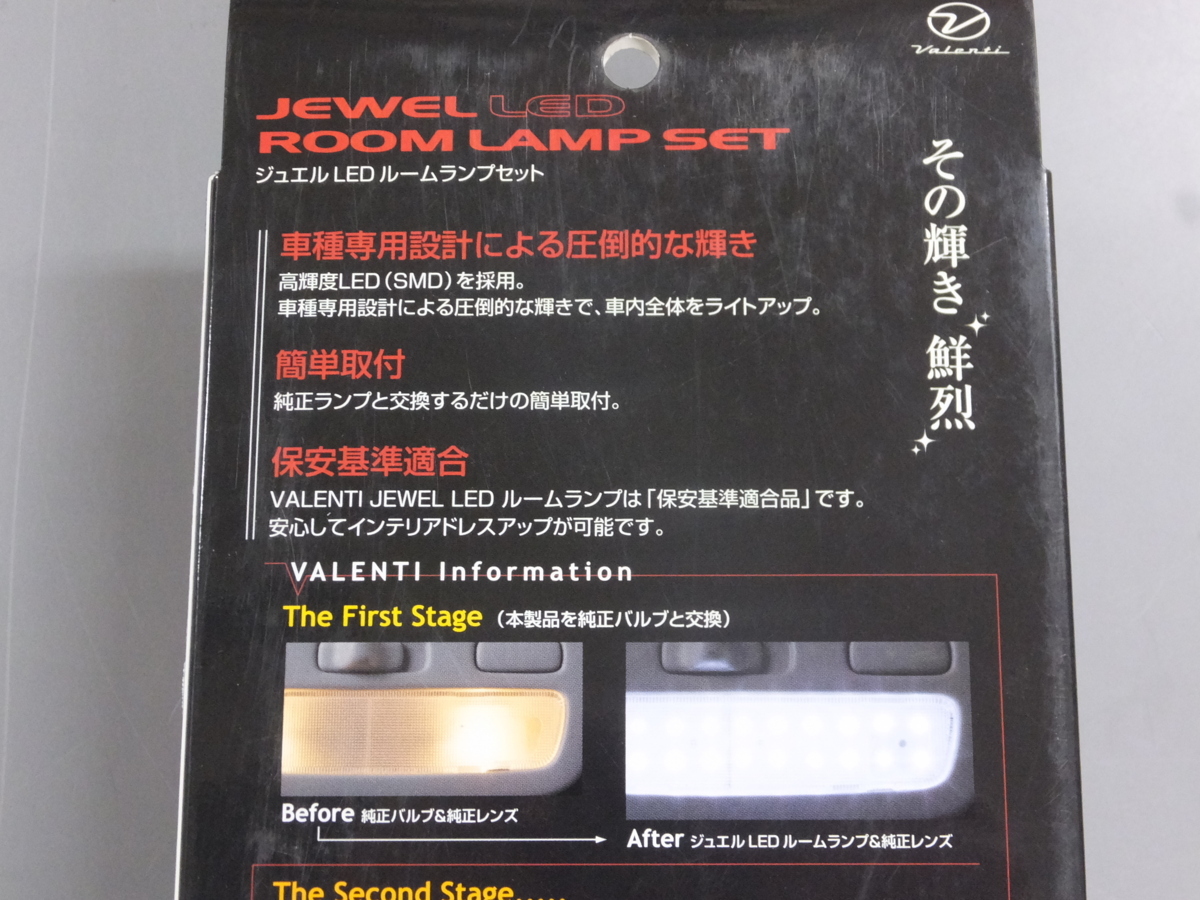 Valenti
JEWEL LED
ROOM LAMP SET
ジュエル LED ルームランプセット
その輝き 鮮烈
車種専用設計による圧倒的な輝き
高輝度LED（SMD）を採用。
車種専用設計による圧倒的な輝きで、車内全体をライトアップ。
簡単取付
純正ランプと交換するだけの簡単取付。
保安基準適合
VALENTI JEWEL LED ルームランプは「保安基準適合品」です。
安心してインテリアドレスアップが可能です。
VALENTI Information
The First Stage （本製品を純正バルブと交換）
Before 純正バルブ&純正レンズ
After ジュエル LED ルームランプ&純正レンズ
The Second Stage.....